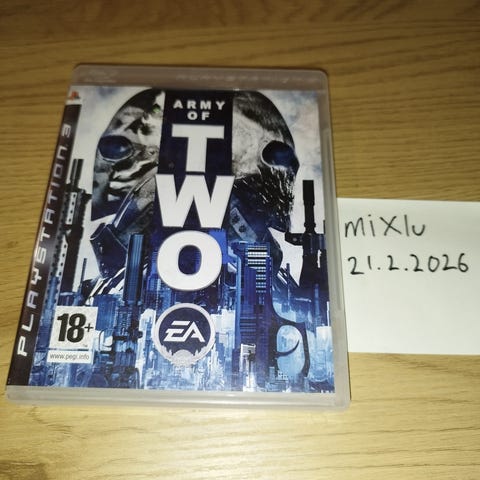 PLAYSTATION 3
ARMY
OF
TWO
18+
www.pegi.info
EA
mixlu
21.2.2026